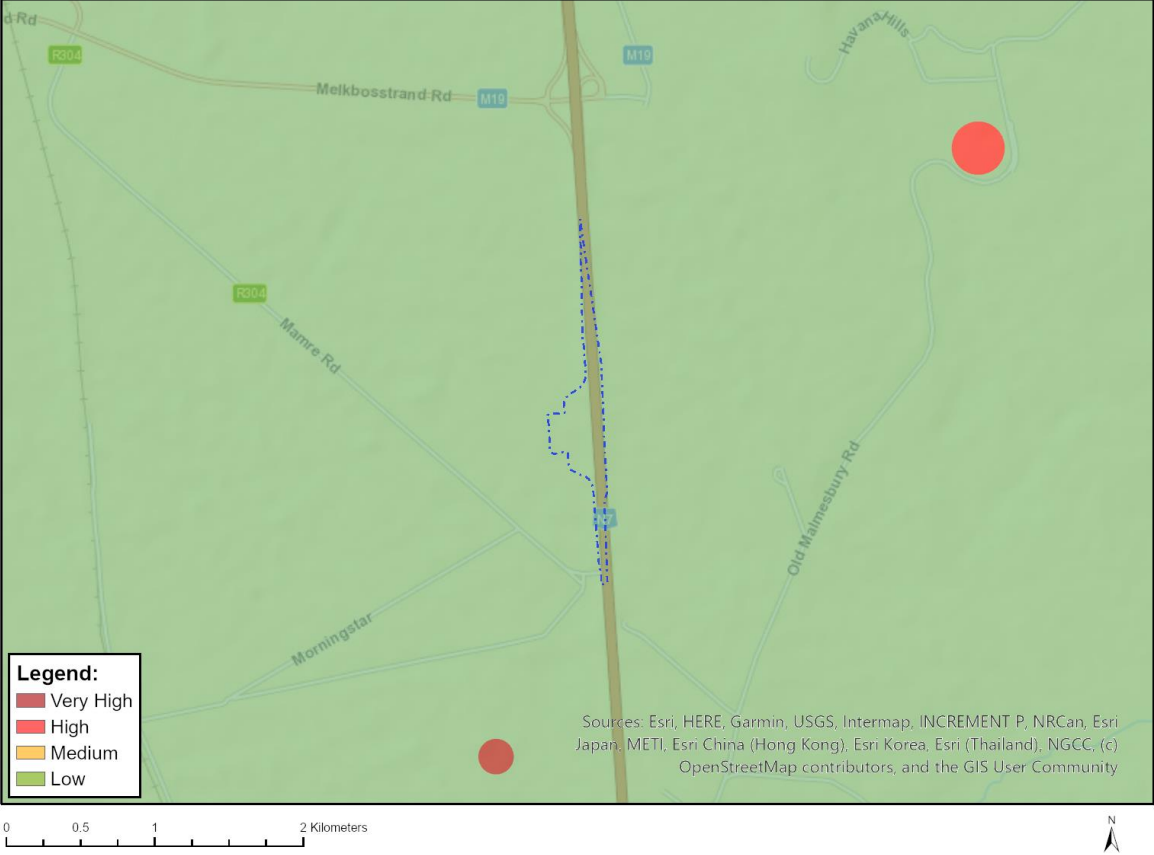 d Rd
R304
Melkbosstrand Rd
M19
M19
Havana Hills
R304
Mamre Rd
N7
Old Malmesbury Rd
Morningstar
Legend:
Very High
High
Medium
Low
Sources: Esri, HERE, Garmin, USGS, Intermap, INCREMENT P, NRCan, Esri
Japan, METI, Esri China (Hong Kong), Esri Korea, Esri (Thailand), NGCC, (c)
OpenStreetMap contributors, and the GIS User Community
0 0.5 1 2 Kilometers
N